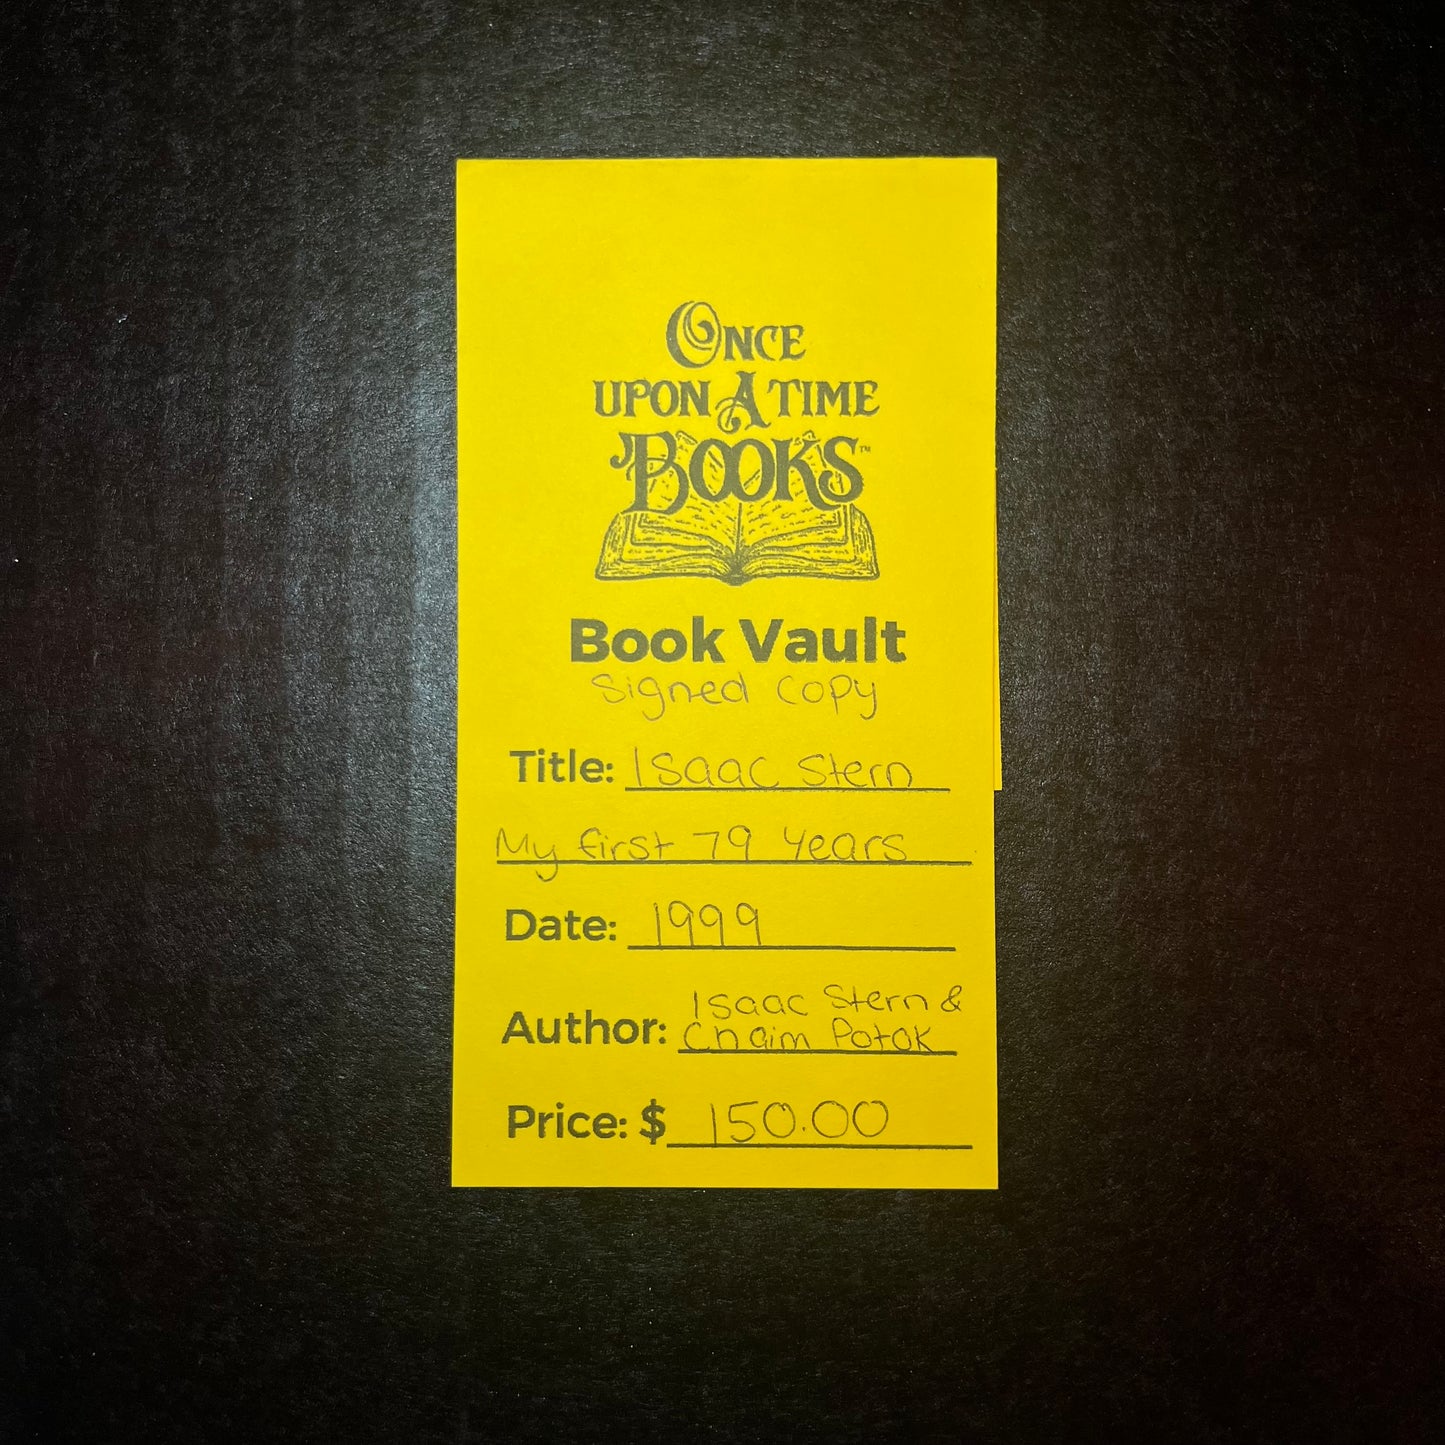 ONCE
UPON A TIME
BOOKS™
Book Vault
Signed Copy
Title: Isaac Stern
My first 79 Years
Date: 1999
Author: Isaac Stern &
Chaim Potok
Price: $ 150.00